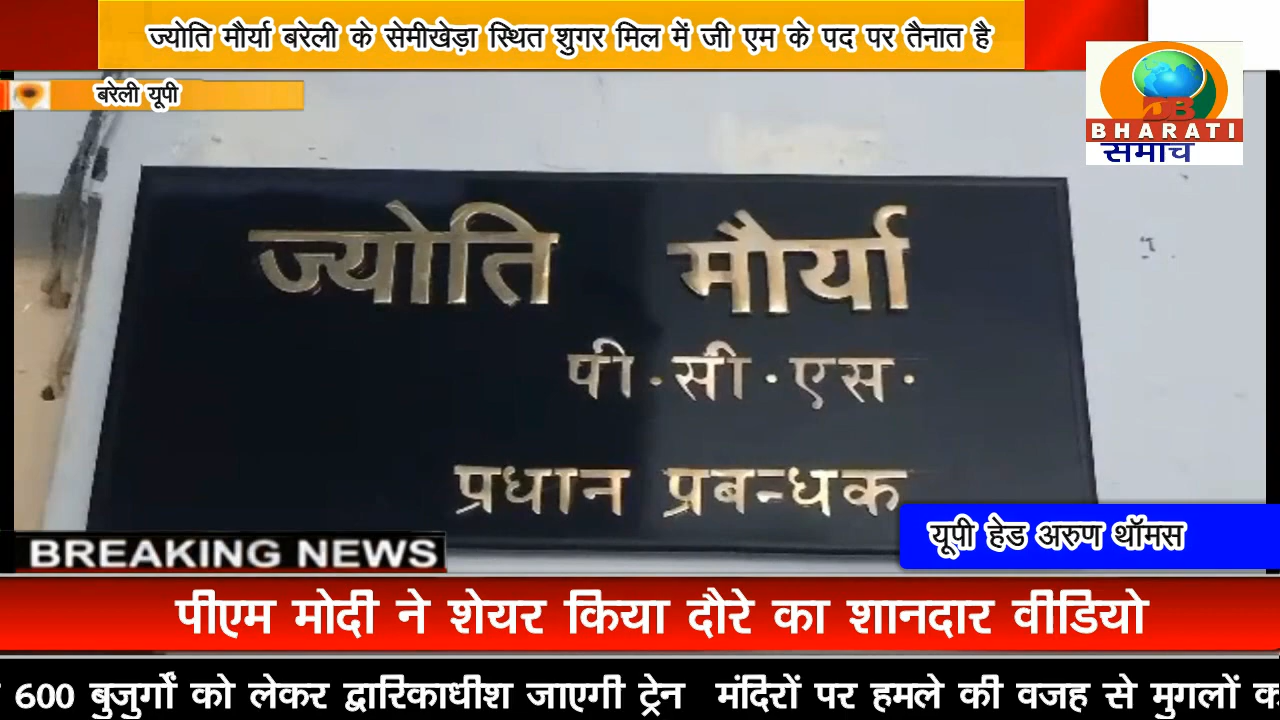 ज्योति मौर्या बरेली के सेमीखेड़ा स्थित शुगर मिल में जी एम के पद पर तैनात है
बरेली यूपी
DB
BHARATI
समाच
ज्योति मौर्या
पी.सी.एस.
प्रधान प्रबन्धक
यूपी हेड अरुण थॉमस
BREAKING NEWS
पीएम मोदी ने शेयर किया दौरे का शानदार वीडियो
600 बुजुर्गों को लेकर द्वारिकाधीश जाएगी ट्रेन मंदिरों पर हमले की वजह से मुगलों